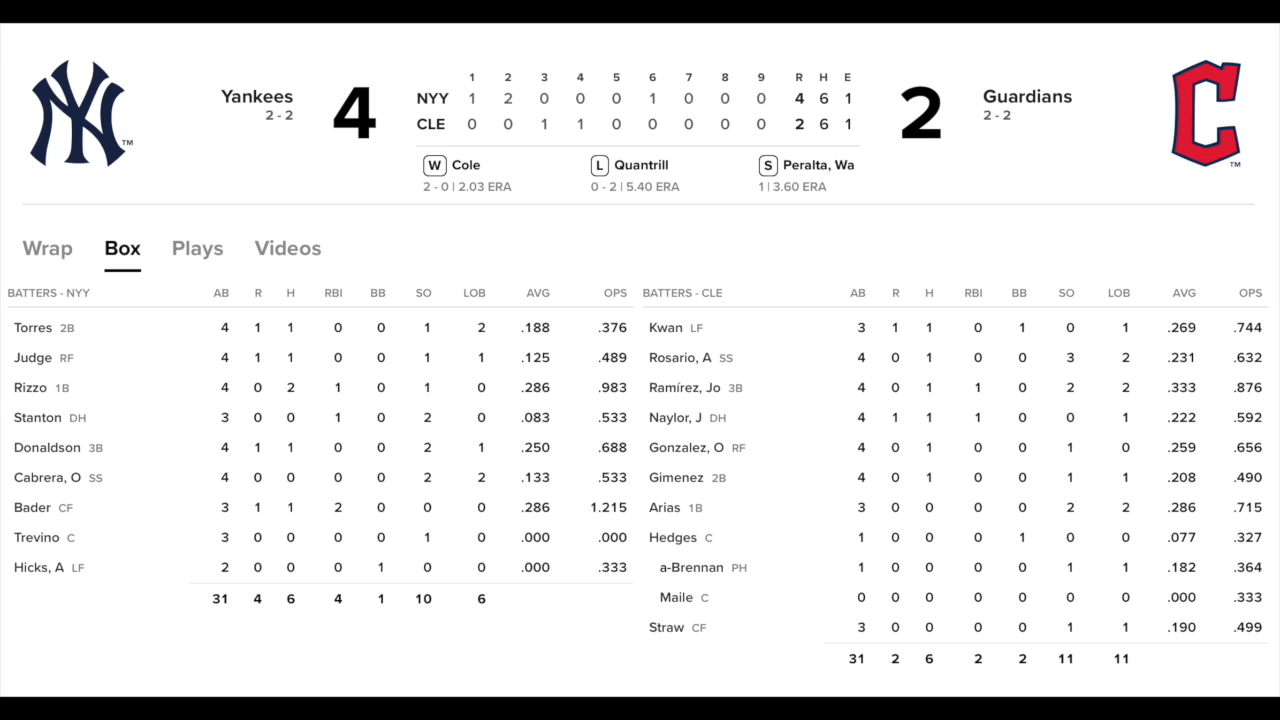 1 2 3 4 5 6 7 8 9 R H E
Yankees 4 NYY 1 2 0 0 0 1 0 0 0 4 6 1 2 Guardians
2 - 2 CLE 0 0 1 1 0 0 0 0 0 2 6 1 2 - 2
NY TM C TM
W Cole L Quantrill S Peralta, Wa
2 - 0 | 2.03 ERA 0 - 2 | 5.40 ERA 1 | 3.60 ERA
Wrap Box Plays Videos
BATTERS - NYY AB R H RBI BB SO LOB AVG OPS
Torres 2B 4 1 1 0 0 1 2 .188 .376
Judge RF 4 1 1 0 0 1 1 .125 .489
Rizzo 1B 4 0 2 1 0 1 0 .286 .983
Stanton DH 3 0 0 1 0 2 0 .083 .533
Donaldson 3B 4 1 1 0 0 2 1 .250 .688
Cabrera, O SS 4 0 0 0 0 2 2 .133 .533
Bader CF 3 1 1 2 0 0 0 .286 1.215
Trevino C 3 0 0 0 0 1 0 .000 .000
Hicks, A LF 2 0 0 0 1 0 0 .000 .333
31 4 6 4 1 10 6
BATTERS - CLE AB R H RBI BB SO LOB AVG OPS
Kwan LF 3 1 1 0 1 0 1 .269 .744
Rosario, A SS 4 0 1 0 0 3 2 .231 .632
Ramírez, Jo 3B 4 0 1 1 0 2 2 .333 .876
Naylor, J DH 4 1 1 1 0 0 1 .222 .592
Gonzalez, O RF 4 0 1 0 0 1 0 .259 .656
Gimenez 2B 4 0 1 0 0 1 1 .208 .490
Arias 1B 3 0 0 0 0 2 2 .286 .715
Hedges C 1 0 0 0 1 0 0 .077 .327
a-Brennan PH 1 0 0 0 0 1 1 .182 .364
Maile C 0 0 0 0 0 0 0 .000 .333
Straw CF 3 0 0 0 0 1 1 .190 .499
31 2 6 2 2 11 11